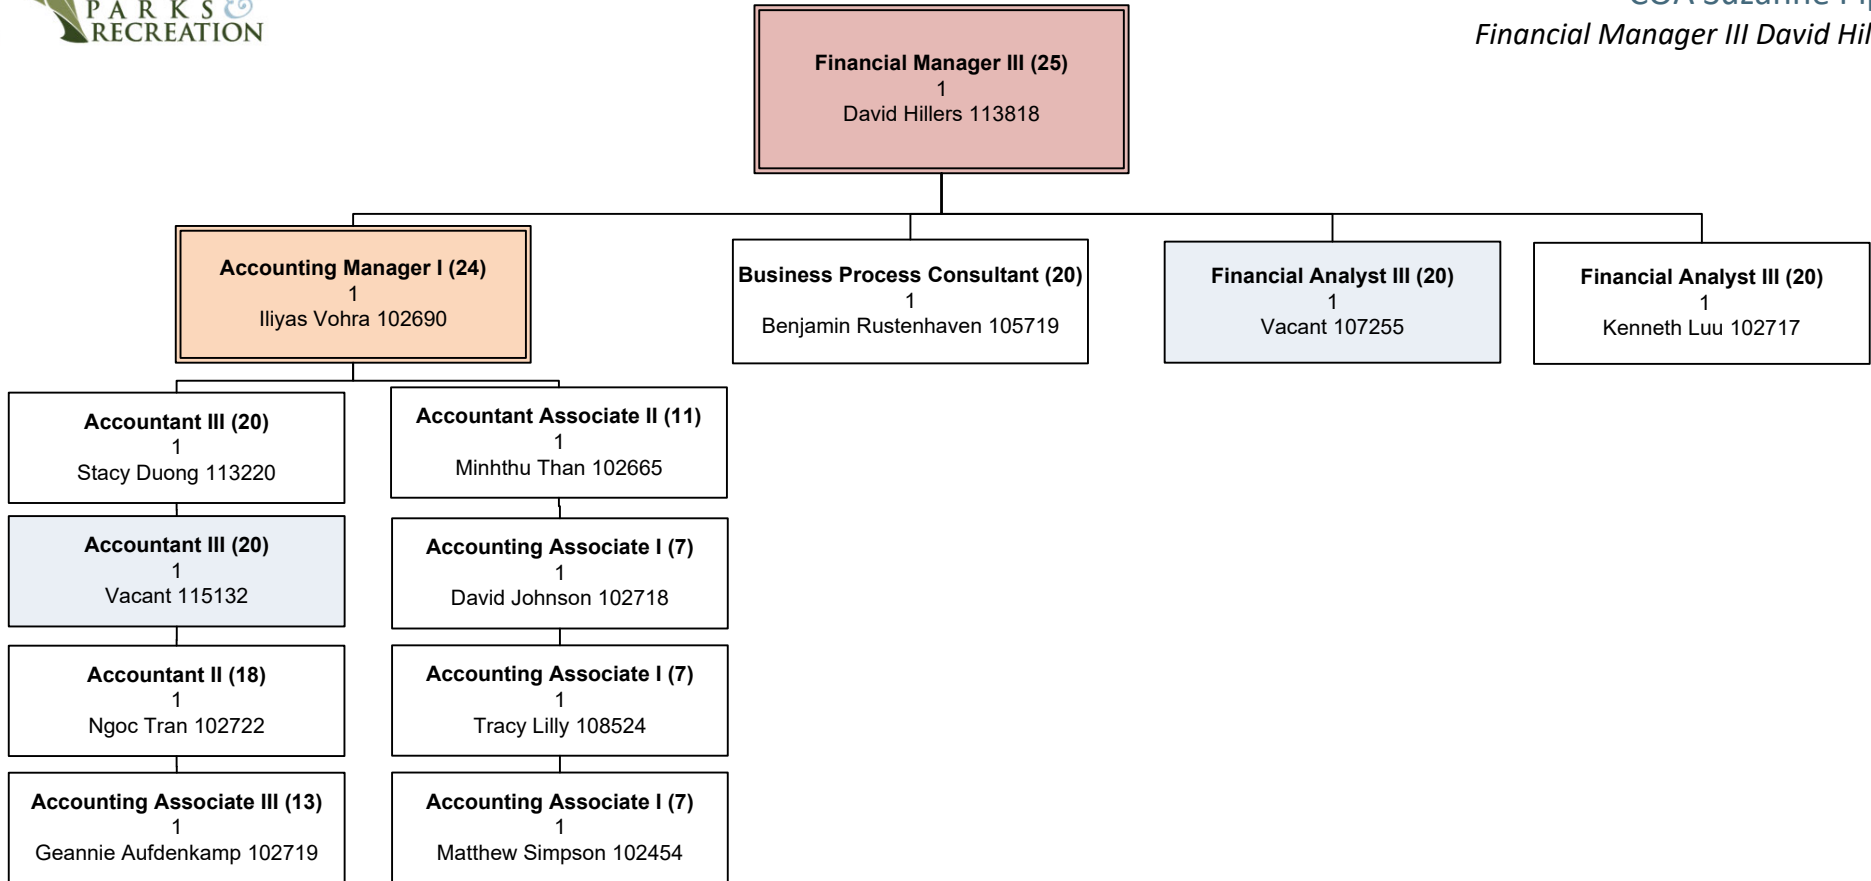 PARKS &
RECREATION
Financial Manager III David Hil
Financial Manager III (25)
1
David Hillers 113818
Accounting Manager I (24)
1
Iliyas Vohra 102690
Business Process Consultant (20)
1
Benjamin Rustenhaven 105719
Financial Analyst III (20)
1
Vacant 107255
Financial Analyst III (20)
1
Kenneth Luu 102717
Accountant III (20)
1
Stacy Duong 113220
Accountant III (20)
1
Vacant 115132
Accountant II (18)
1
Ngoc Tran 102722
Accounting Associate III (13)
1
Geannie Aufdenkamp 102719
Accountant Associate II (11)
1
Minhthu Than 102665
Accounting Associate I (7)
1
David Johnson 102718
Accounting Associate I (7)
1
Tracy Lilly 108524
Accounting Associate I (7)
1
Matthew Simpson 102454